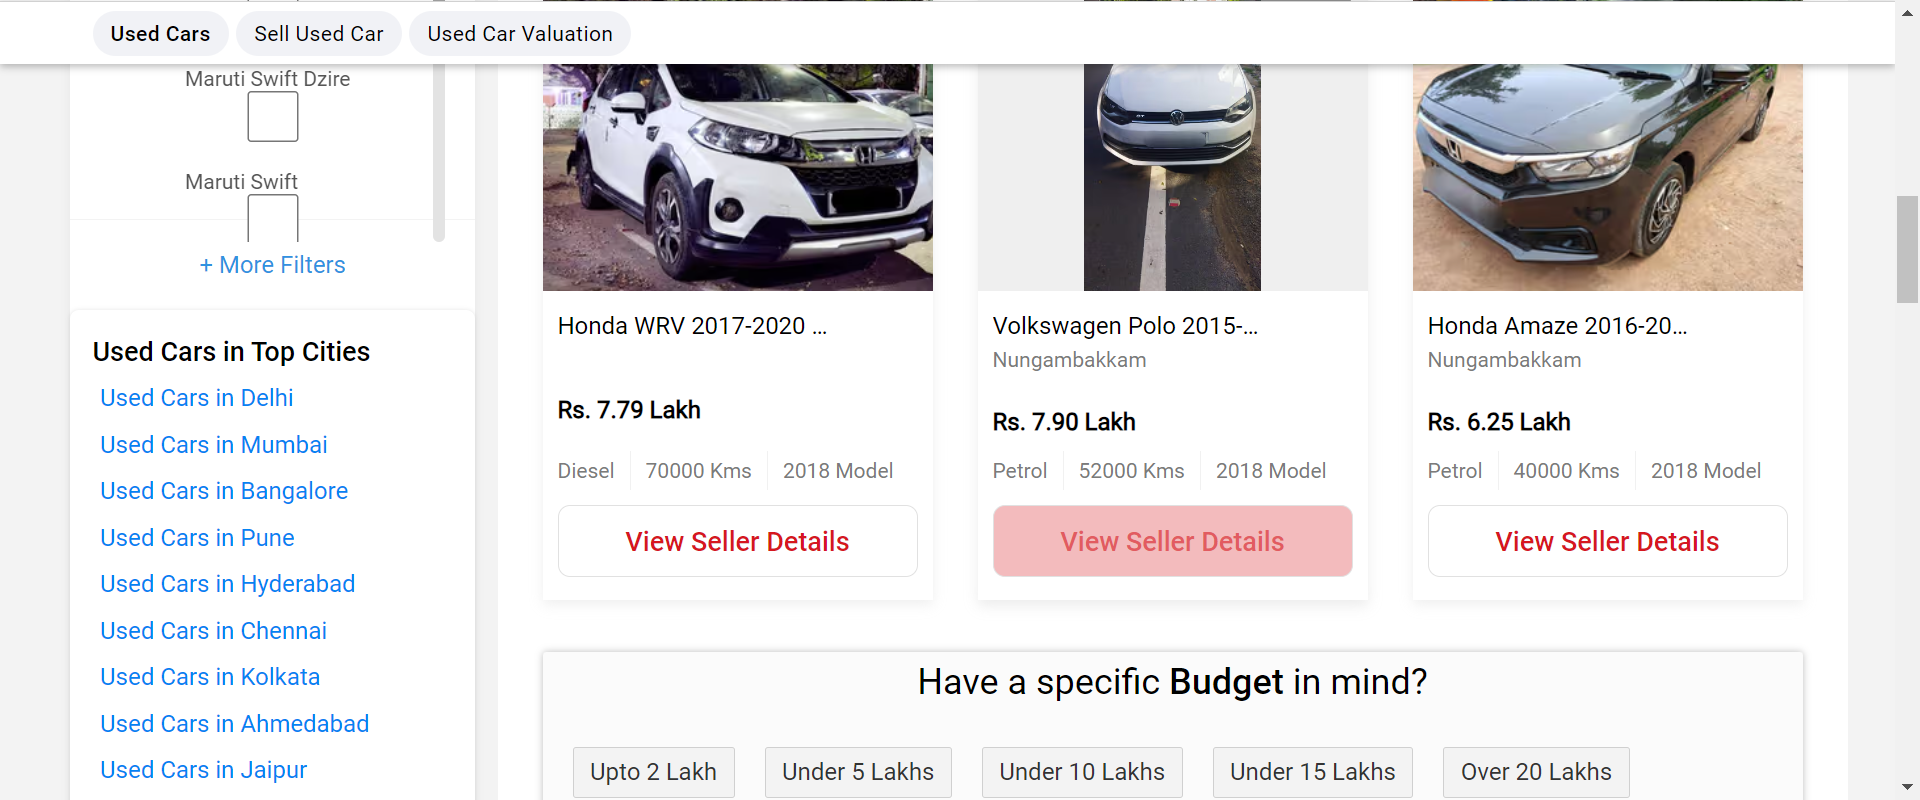 Used Cars
Sell Used Car
Used Car Valuation
Maruti Swift Dzire
Maruti Swift
+ More Filters
Used Cars in Top Cities
Used Cars in Delhi
Used Cars in Mumbai
Used Cars in Bangalore
Used Cars in Pune
Used Cars in Hyderabad
Used Cars in Chennai
Used Cars in Kolkata
Used Cars in Ahmedabad
Used Cars in Jaipur
Honda WRV 2017-2020 ...
Rs. 7.79 Lakh
Diesel 70000 Kms 2018 Model
View Seller Details
Volkswagen Polo 2015-...
Nungambakkam
Rs. 7.90 Lakh
Petrol 52000 Kms 2018 Model
View Seller Details
Honda Amaze 2016-20...
Nungambakkam
Rs. 6.25 Lakh
Petrol 40000 Kms 2018 Model
View Seller Details
Have a specific Budget in mind?
Upto 2 Lakh
Under 5 Lakhs
Under 10 Lakhs
Under 15 Lakhs
Over 20 Lakhs